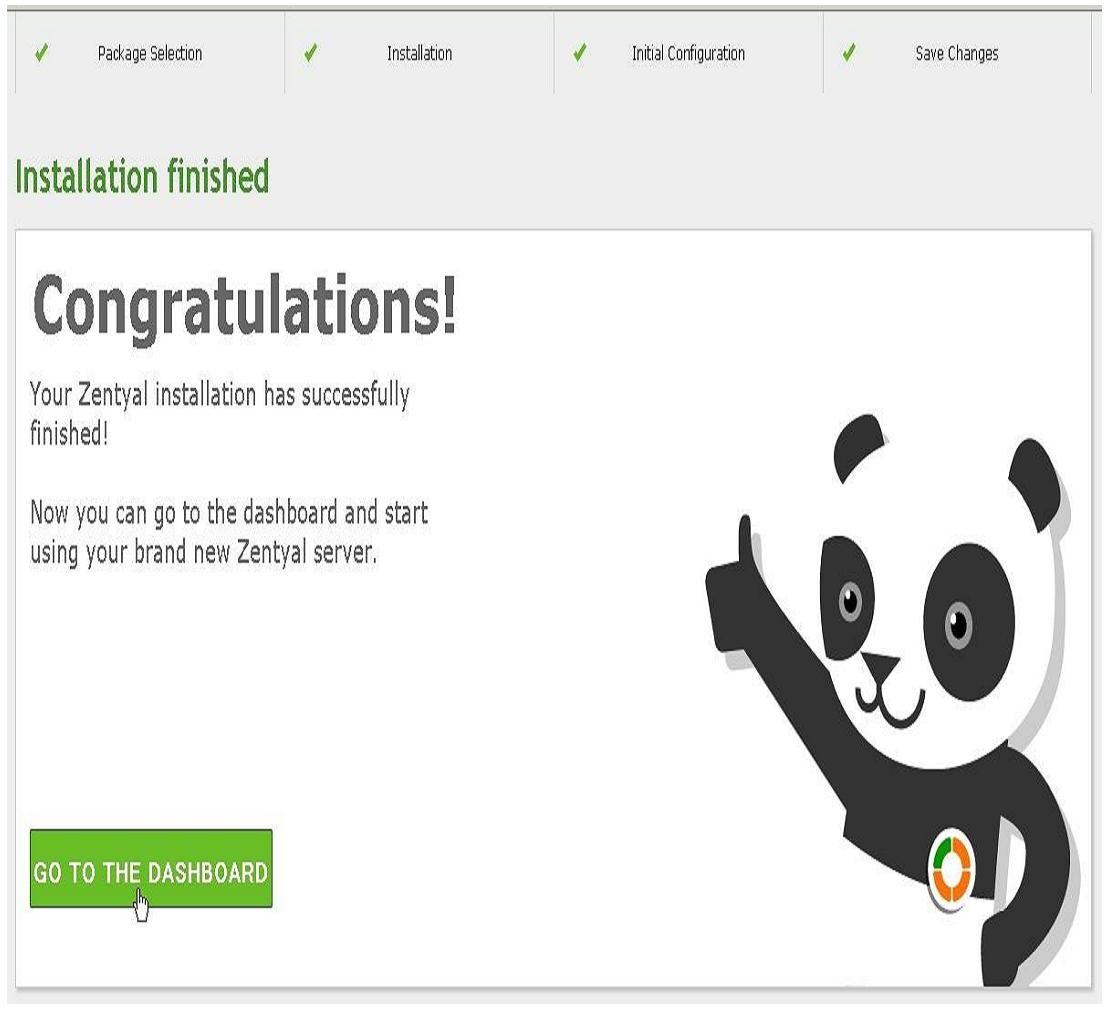 Package Selection
Installation
Initial Configuration
Save Changes
Installation finished
Congratulations!
Your Zentyal installation has successfully
finished!
Now you can go to the dashboard and start
using your brand new Zentyal server.
GO TO THE DASHBOARD